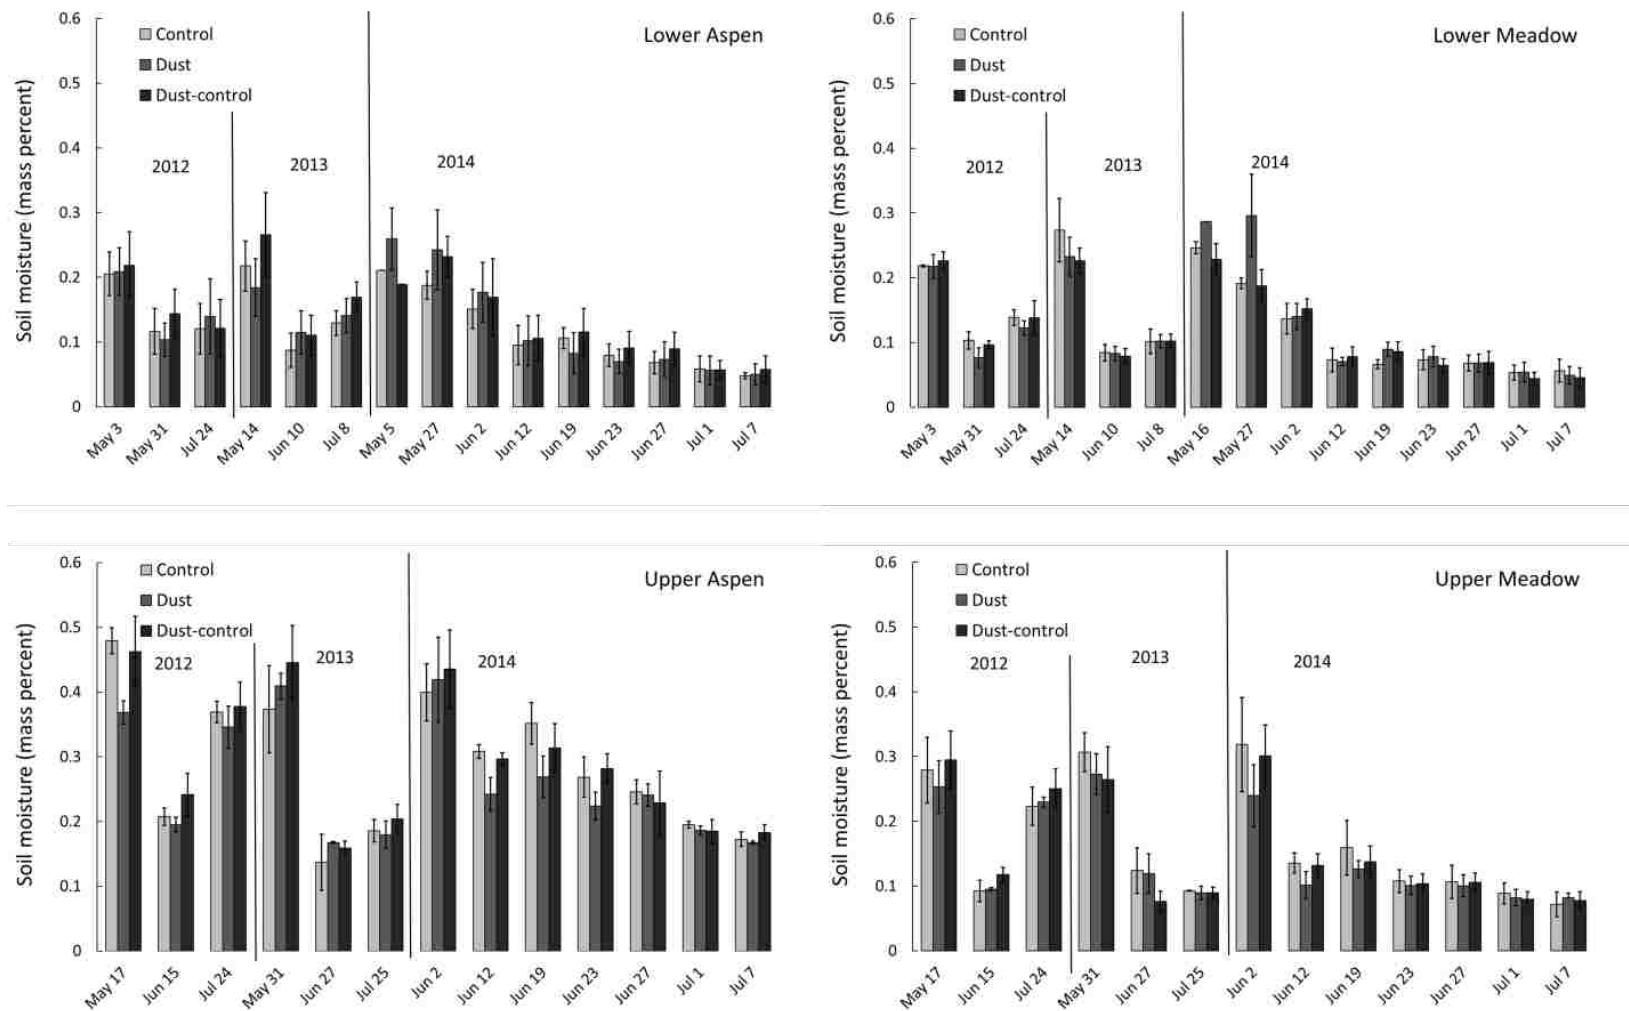 0.6
Control
Lower Aspen
Dust
0.5
Dust-control
0.4
2012
2013
2014
0.3
0.2
0.1
0
Soil moisture (mass percent)
May 3
May 31
Jul 24
May 14
Jun 10
Jul 8
May 5
May 27
Jun 2
Jun 12
Jun 19
Jun 23
Jun 27
Jul 1
Jul 7
0.6
Control
Lower Meadow
Dust
0.5
Dust-control
0.4
2012
2013
2014
0.3
0.2
0.1
0
Soil moisture (mass percent)
May 3
May 31
Jul 24
May 14
Jun 10
Jul 8
May 16
May 27
Jun 2
Jun 12
Jun 19
Jun 23
Jun 27
Jul 1
Jul 7
0.6
Control
Upper Aspen
Dust
0.5
Dust-control
2012
2013
2014
0.4
0.3
0.2
0.1
0
Soil moisture (mass percent)
May 17
Jun 15
Jul 24
May 31
Jun 27
Jul 25
Jun 2
Jun 12
Jun 19
Jun 23
Jun 27
Jul 1
Jul 7
0.6
Control
Upper Meadow
Dust
0.5
Dust-control
2012
2013
2014
0.4
0.3
0.2
0.1
0
Soil moisture (mass percent)
May 17
Jun 15
Jul 24
May 31
Jun 27
Jul 25
Jun 2
Jun 12
Jun 19
Jun 23
Jun 27
Jul 1
Jul 7